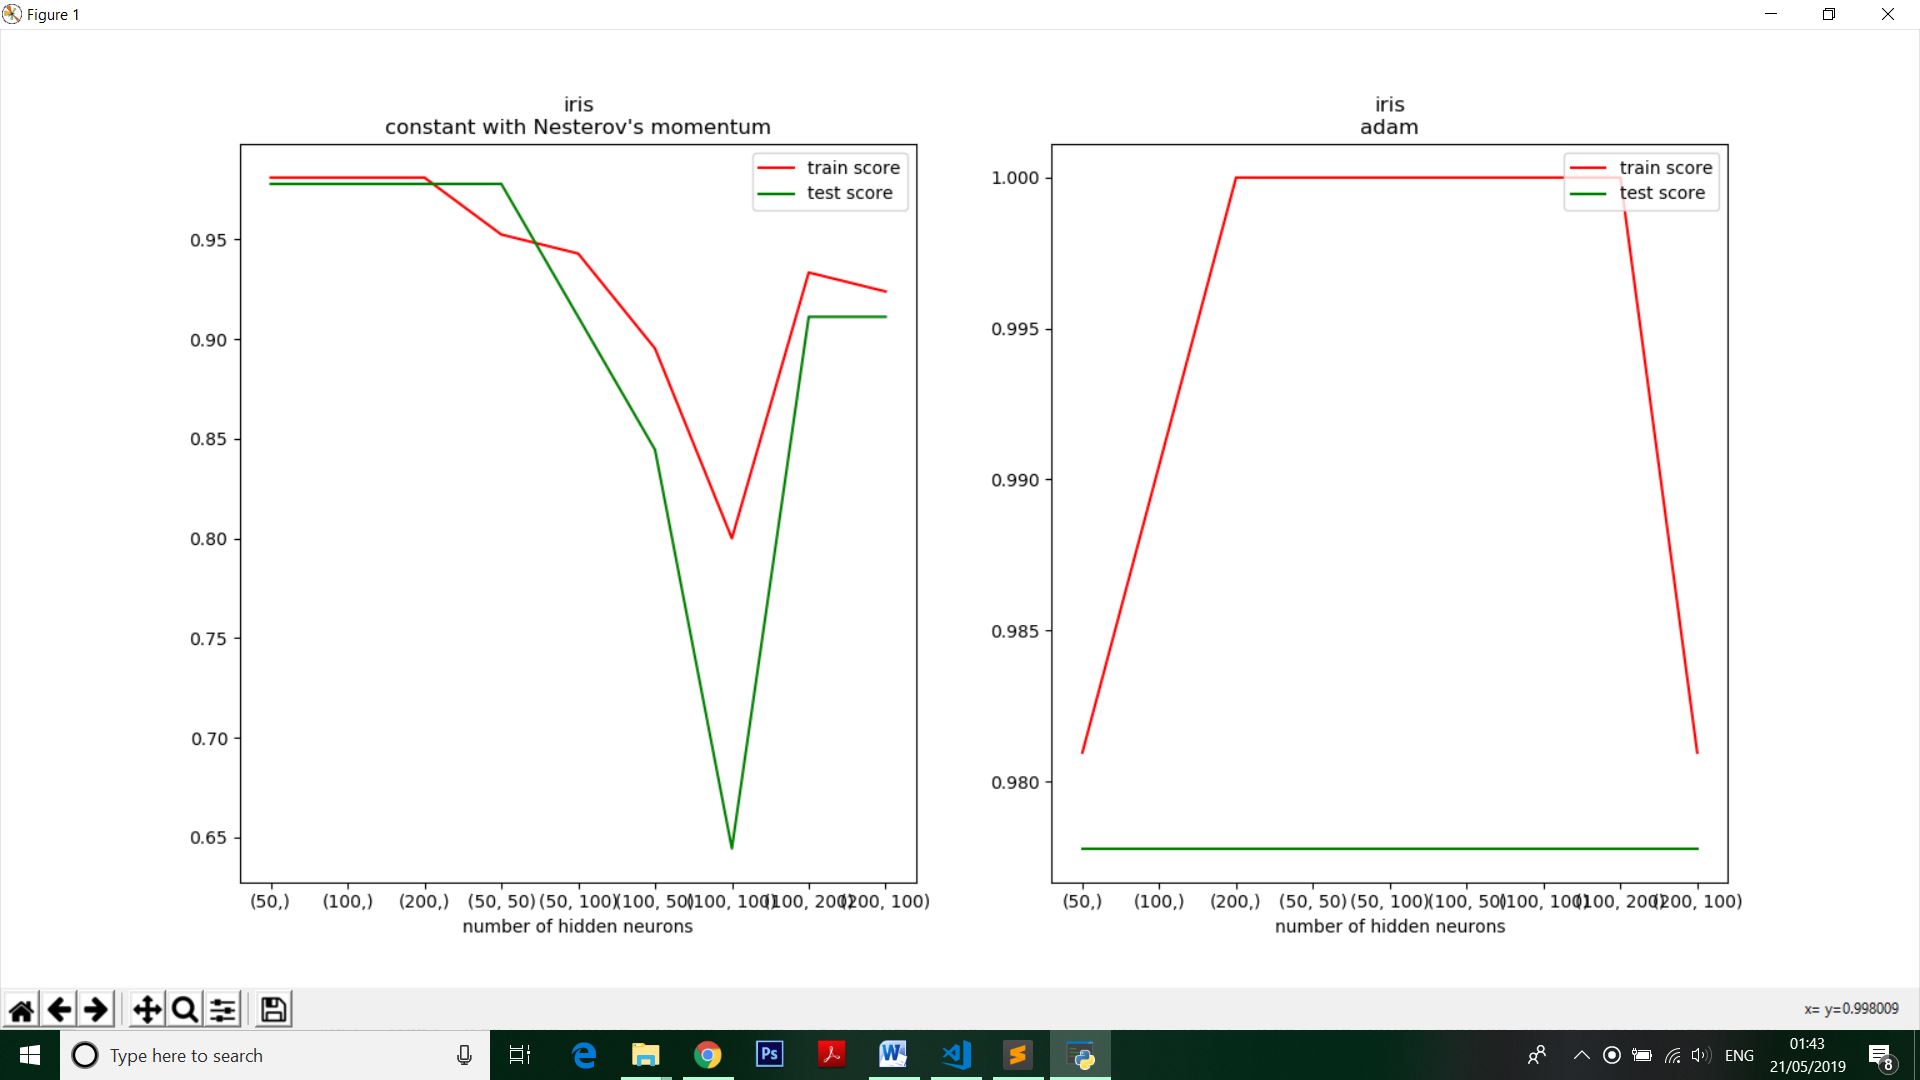 Figure 1
iris
constant with Nesterov's momentum
train score
test score
0.95
0.90
0.85
0.80
0.75
0.70
0.65
(50,) (100,) (200,) (50, 50) (50, 100) (100, 50) (100, 100) (100, 200) (200, 100)
number of hidden neurons
iris
adam
train score
test score
1.000
0.995
0.990
0.985
0.980
(50,) (100,) (200,) (50, 50) (50, 100) (100, 50) (100, 100) (100, 200) (200, 100)
number of hidden neurons
x= y=0.998009
Type here to search
Ps
ENG
01:43
21/05/2019
8